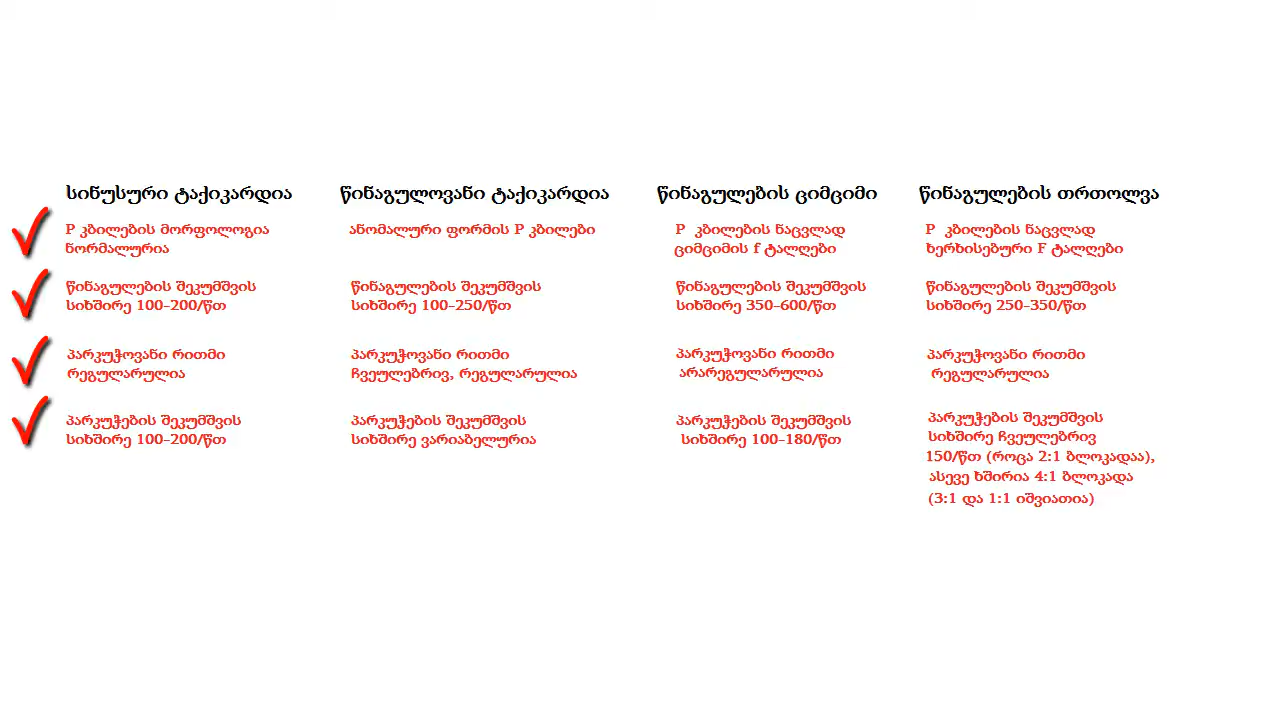 სინუსური ტაქიკარდია
P კბილების მორფოლოგია
ნორმალურია
წინაგულების შეკუმშვის
სიხშირე 100-200/წთ
პარკუჭოვანი რითმი
რეგულარულია
პარკუჭების შეკუმშვის
სიხშირე 100-200/წთ
წინაგულოვანი ტაქიკარდია
ანომალური ფორმის P კბილები
წინაგულების შეკუმშვის
სიხშირე 100-250/წთ
პარკუჭოვანი რითმი
ჩვეულებრივ, რეგულარულია
პარკუჭების შეკუმშვის
სიხშირე ვარიაბელურია
წინაგულების ციმციმი
P კბილების ნაცვლად
ციმციმის f ტალღები
წინაგულების შეკუმშვის
სიხშირე 350-600/წთ
პარკუჭოვანი რითმი
არარეგულარულია
პარკუჭების შეკუმშვის
სიხშირე 100-180/წთ
წინაგულების თრთოლვა
P კბილების ნაცვლად
ხერხისებური F ტალღები
წინაგულების შეკუმშვის
სიხშირე 250-350/წთ
პარკუჭოვანი რითმი
რეგულარულია
პარკუჭების შეკუმშვის
სიხშირე ჩვეულებრივ
150/წთ (როცა 2:1 ბლოკადაა),
ასევე ხშირია 4:1 ბლოკადა
(3:1 და 1:1 იშვიათია)